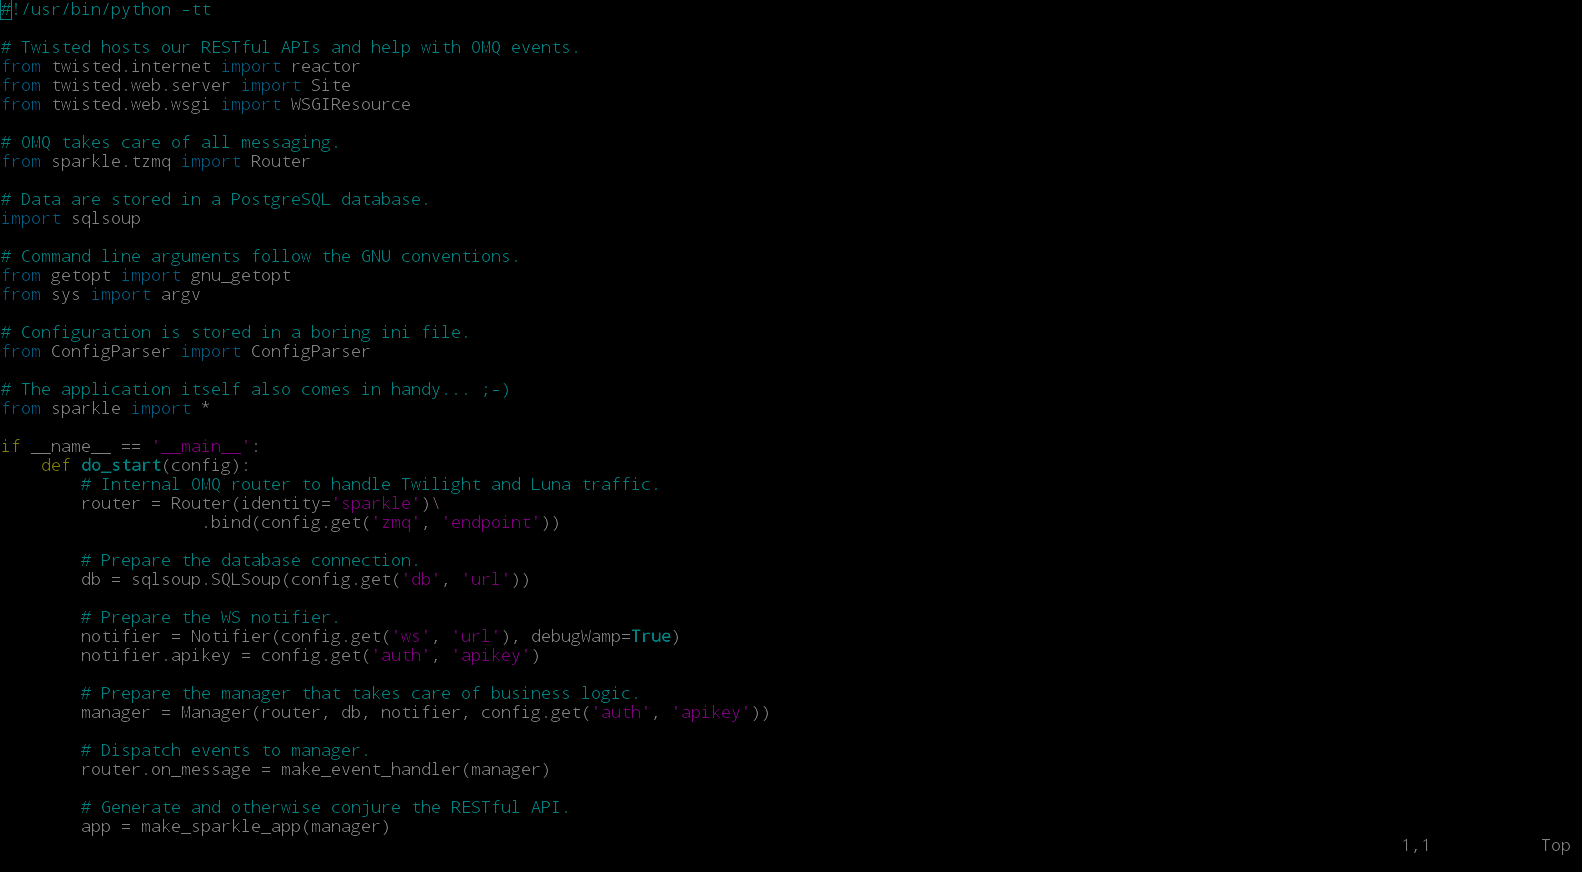 #!/usr/bin/python -tt
# Twisted hosts our RESTful APIs and help with OMQ events.
from twisted.internet import reactor
from twisted.web.server import Site
from twisted.web.wsgi import WSGIResource
# OMQ takes care of all messaging.
from sparkle.tzmq import Router
# Data are stored in a PostgreSQL database.
import sqlsoup
# Command line arguments follow the GNU conventions.
from getopt import gnu_getopt
from sys import argv
# Configuration is stored in a boring ini file.
from ConfigParser import ConfigParser
# The application itself also comes in handy... ;-)
from sparkle import *
if __name__ == '__main__':
    def do_start(config):
        # Internal OMQ router to handle Twilight and Luna traffic.
        router = Router(identity='sparkle')\
                    .bind(config.get('zmq', 'endpoint'))
        # Prepare the database connection.
        db = sqlsoup.SQLSoup(config.get('db', 'url'))
        # Prepare the WS notifier.
        notifier = Notifier(config.get('ws', 'url'), debugWamp=True)
        notifier.apikey = config.get('auth', 'apikey')
        # Prepare the manager that takes care of business logic.
        manager = Manager(router, db, notifier, config.get('auth', 'apikey'))
        # Dispatch events to manager.
        router.on_message = make_event_handler(manager)
        # Generate and otherwise conjure the RESTful API.
        app = make_sparkle_app(manager)
1,1 Top